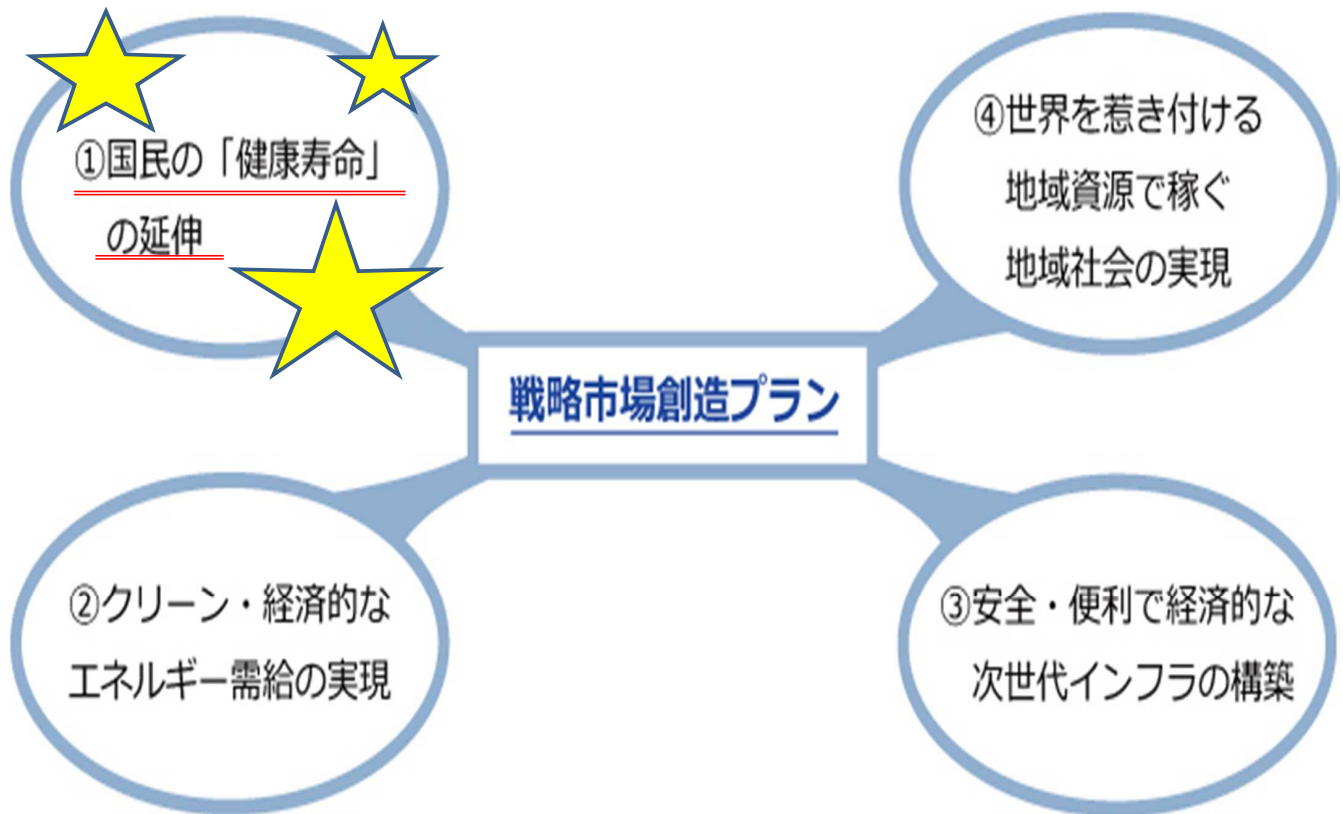 ①国民の「健康寿命」
の延伸
④世界を惹き付ける
地域資源で稼ぐ
地域社会の実現
戦略市場創造プラン
②クリーン・経済的な
エネルギー需給の実現
③安全・便利で経済的な
次世代インフラの構築